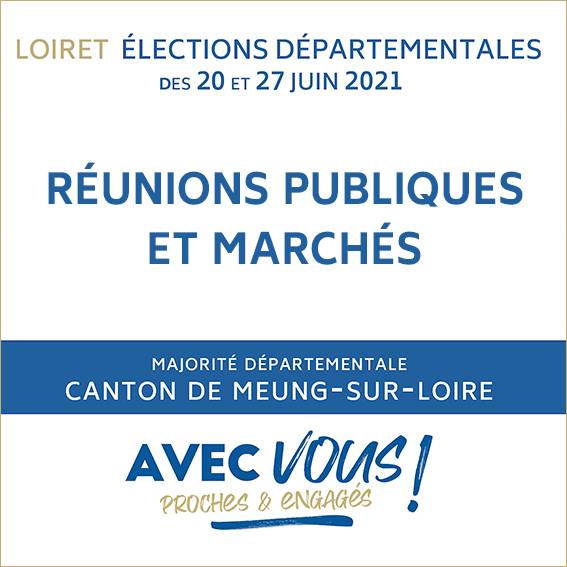 LOIRET ÉLECTIONS DÉPARTEMENTALES
DES 20 ET 27 JUIN 2021
RÉUNIONS PUBLIQUES
ET MARCHÉS
MAJORITÉ DÉPARTEMENTALE
CANTON DE MEUNG-SUR-LOIRE
AVEC VOUS !
PROCHES & ENGAGÉS